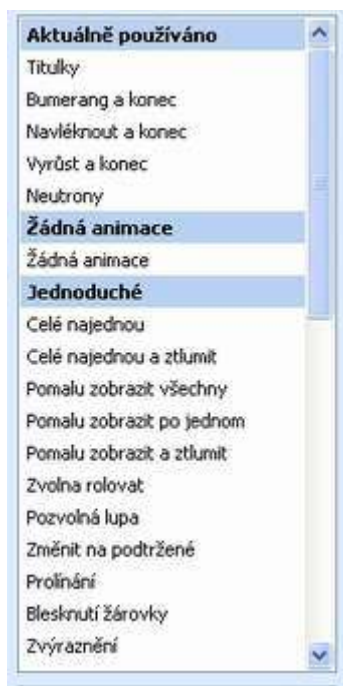 Aktuálně používáno
Titulky
Bumerang a konec
Navléknout a konec
Vyrůst a konec
Neutrony
Žádná animace
Žádná animace
Jednoduché
Celé najednou
Celé najednou a ztlumit
Pomalu zobrazit všechny
Pomalu zobrazit po jednom
Pomalu zobrazit a ztlumit
Zvolna rolovat
Pozvolná lupa
Změnit na podtržené
Prolínání
Blesknutí žárovky
Zvýraznění